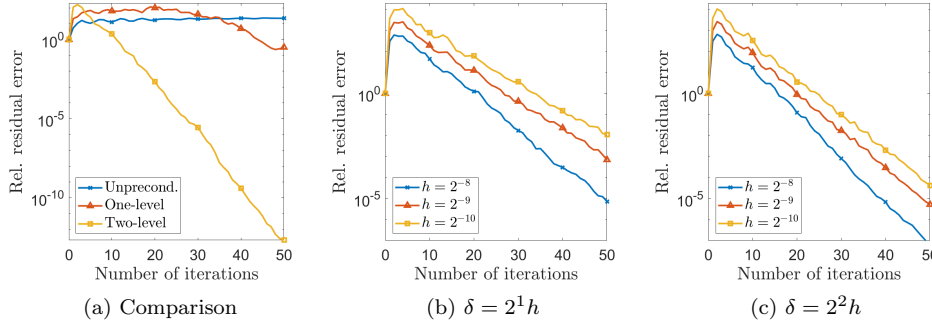 Rel. residual error
10^0
10^-5
10^-10
Unprecond.
One-level
Two-level
0 10 20 30 40 50
Number of iterations
(a) Comparison
Rel. residual error
10^0
10^-5
h = 2^-8
h = 2^-9
h = 2^-10
0 10 20 30 40 50
Number of iterations
(b) δ = 2^1h
Rel. residual error
10^0
10^-5
h = 2^-8
h = 2^-9
h = 2^-10
0 10 20 30 40 50
Number of iterations
(c) δ = 2^2h